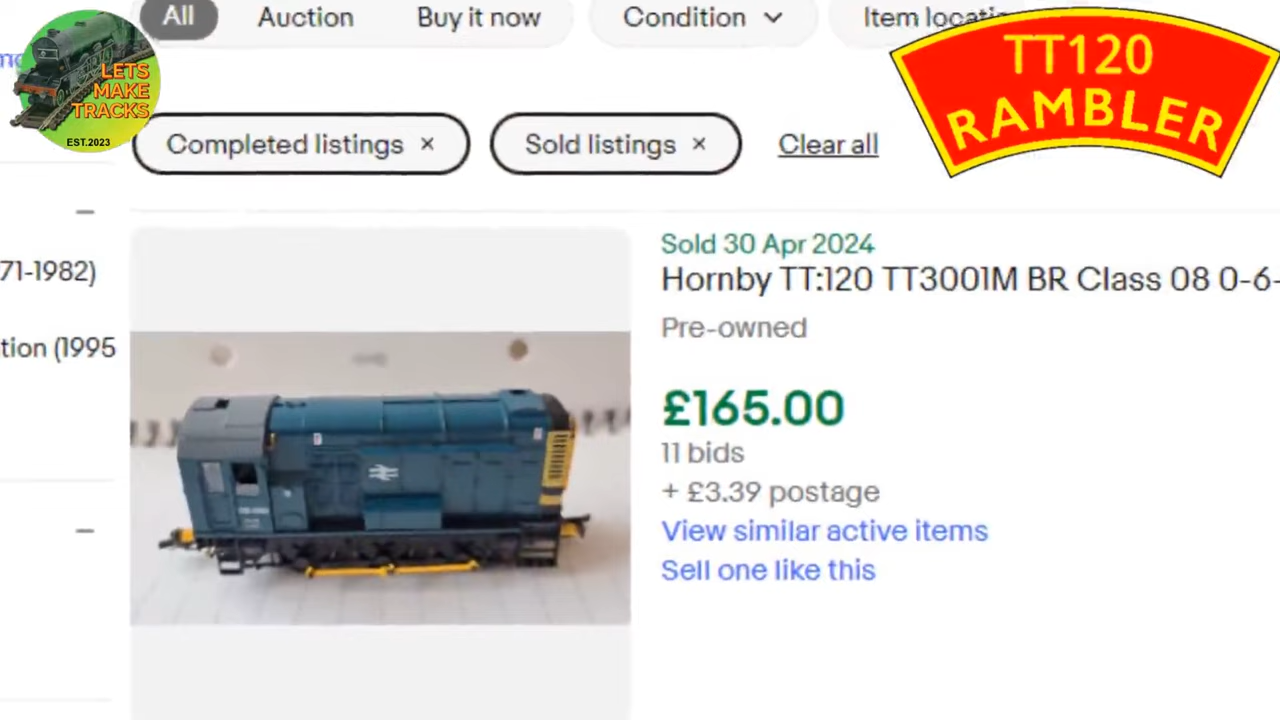 All
Auction
Buy it now
Condition
Item locatio
LETS
MAKE
TRACKS
EST.2023
TT120
RAMBLER
Completed listings ×
Sold listings ×
Clear all
71-1982)
tion (1995
Sold 30 Apr 2024
Hornby TT:120 TT3001M BR Class 08 0-6-
Pre-owned
£165.00
11 bids
+ £3.39 postage
View similar active items
Sell one like this